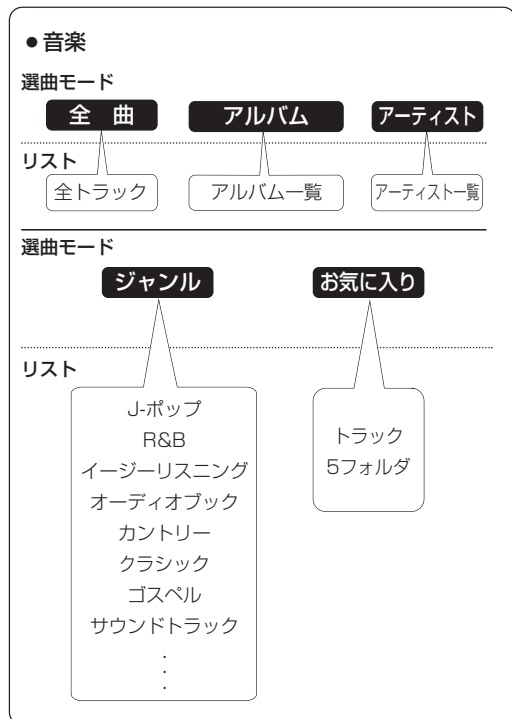 ●音楽
選曲モード
全 曲 アルバム アーティスト
リスト
全トラック アルバム一覧 アーティスト一覧
選曲モード
ジャンル お気に入り
リスト
J-ポップ
R&B
イージーリスニング
オーディオブック
カントリー
クラシック
ゴスペル
サウンドトラック
.
.
.
トラック
5フォルダ